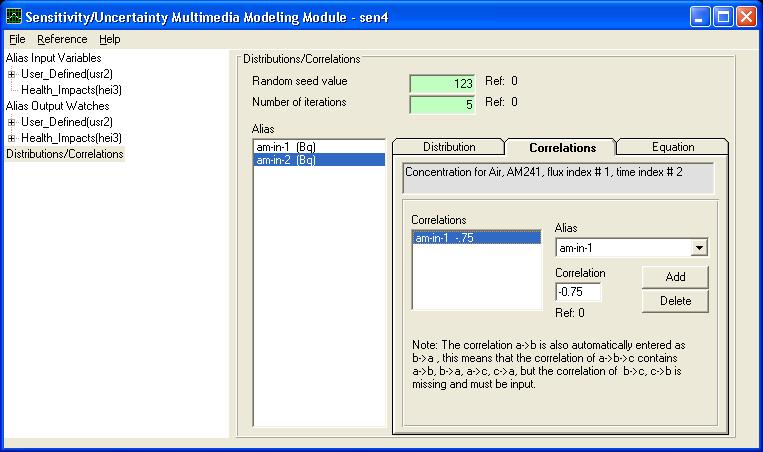 Sensitivity/Uncertainty Multimedia Modeling Module - sen4
File Reference Help
Alias Input Variables
User_Defined(usr2)
Health_Impacts(hei3)
Alias Output Watches
User_Defined(usr2)
Health_Impacts(hei3)
Distributions/Correlations
Distributions/Correlations
Random seed value 123 Ref: 0
Number of iterations 5 Ref: 0
Alias
am-in-1 (Bq)
am-in-2 (Bq)
Distribution Correlations Equation
Concentration for Air, AM241, flux index # 1, time index # 2
Correlations
am-in-1 -.75
Alias
am-in-1
Correlation
-0.75
Ref: 0
Add
Delete
Note: The correlation a->b is also automatically entered as
b->a , this means that the correlation of a->b->c contains
a->b, b->a, a->c, c->a, but the correlation of b->c, c->b is
missing and must be input.